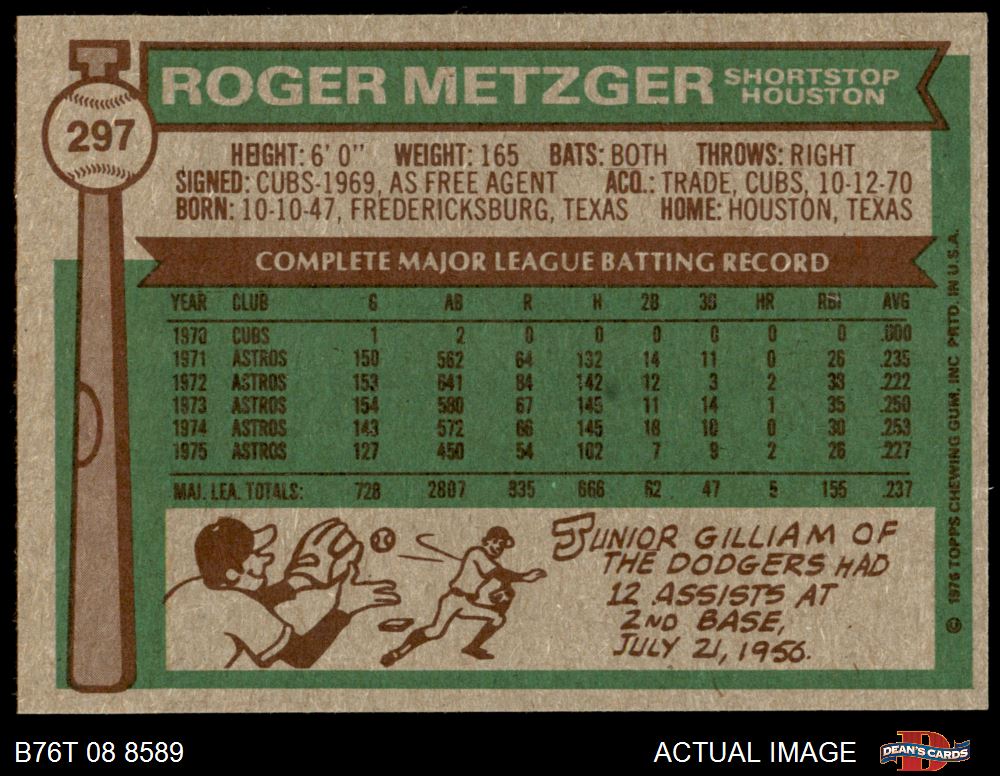 ROGER METZGER SHORTSTOP HOUSTON
297
HEIGHT: 6' 0" WEIGHT: 165 BATS: BOTH THROWS: RIGHT
SIGNED: CUBS-1969, AS FREE AGENT ACQ.: TRADE, CUBS, 10-12-70
BORN: 10-10-47, FREDERICKSBURG, TEXAS HOME: HOUSTON, TEXAS
COMPLETE MAJOR LEAGUE BATTING RECORD
YEAR CLUB G AB R H 2B 3B HR RBI AVG
1970 CUBS 1 2 0 0 0 0 0 0 .000
1971 ASTROS 150 562 64 132 14 11 0 26 .235
1972 ASTROS 153 641 84 142 12 3 2 38 .222
1973 ASTROS 154 580 67 145 11 14 1 35 .250
1974 ASTROS 143 572 66 145 18 10 0 30 .253
1975 ASTROS 127 450 54 102 7 9 2 26 .227
MAJ. LEA. TOTALS: 728 2807 335 666 62 47 5 155 .237
JUNIOR GILLIAM OF
THE DODGERS HAD
12 ASSISTS AT
2ND BASE,
JULY 21, 1956.
© 1976 TOPPS CHEWING GUM, INC PRTD. IN U.S.A.
B76T 08 8589 ACTUAL IMAGE DEAN'S CARDS